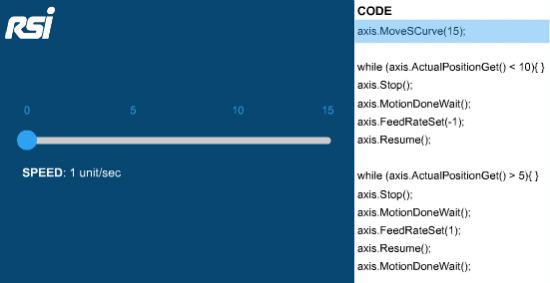 RSI
0 5 10 15
SPEED: 1 unit/sec
CODE
axis.MoveSCurve(15);
while (axis.ActualPositionGet() < 10){ }
axis.Stop();
axis.MotionDoneWait();
axis.FeedRateSet(-1);
axis.Resume();
while (axis.ActualPositionGet() > 5){ }
axis.Stop();
axis.MotionDoneWait();
axis.FeedRateSet(1);
axis.Resume();
axis.MotionDoneWait();